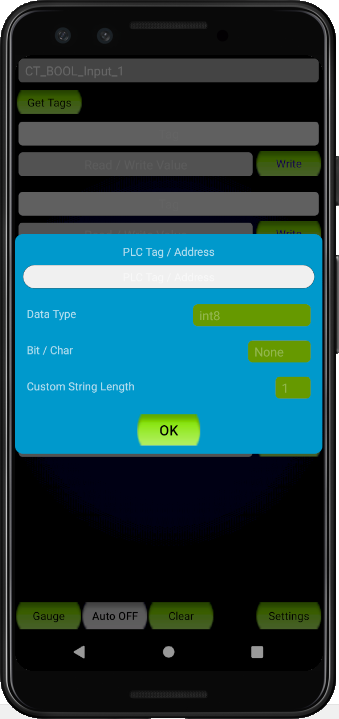 CT_BOOL_Input_1
Get Tags
Read / Write Value
Write
Write
PLC Tag / Address
PLC Tag / Address
Data Type
int8
Bit / Char
None
Custom String Length
1
OK
Gauge
Auto OFF
Clear
Settings